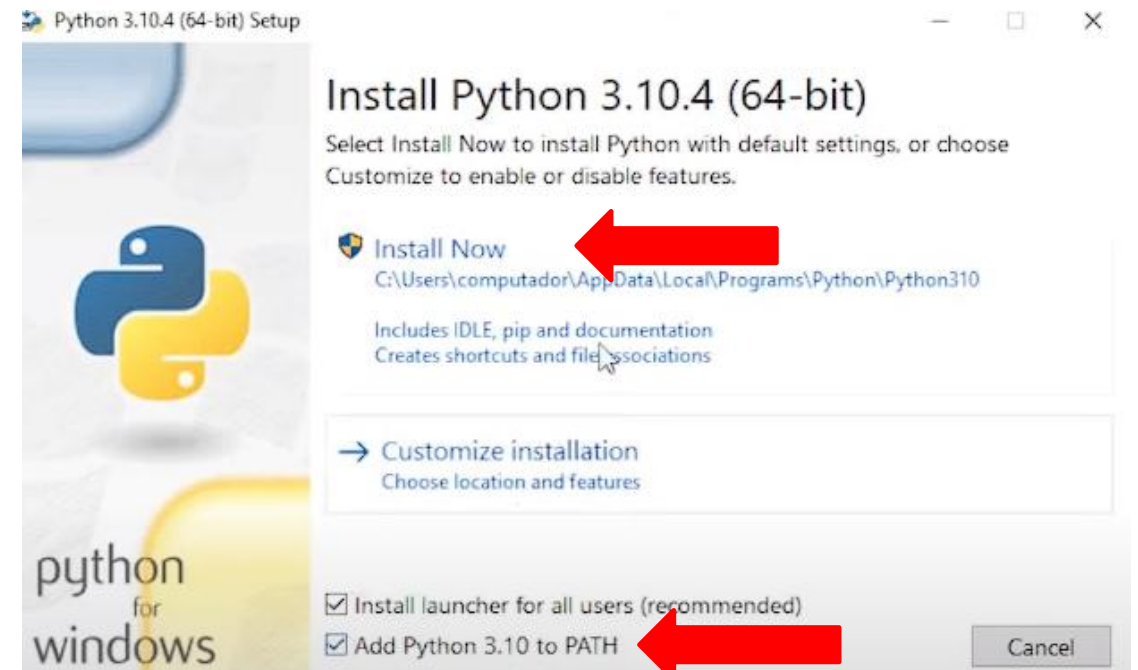 Python 3.10.4 (64-bit) Setup
Install Python 3.10.4 (64-bit)
Select Install Now to install Python with default settings, or choose
Customize to enable or disable features.
Install Now
C:\Users\computador\AppData\Local\Programs\Python\Python310
Includes IDLE, pip and documentation
Creates shortcuts and file associations
Customize installation
Choose location and features
python
for
windows
Install launcher for all users (recommended)
Add Python 3.10 to PATH
Cancel